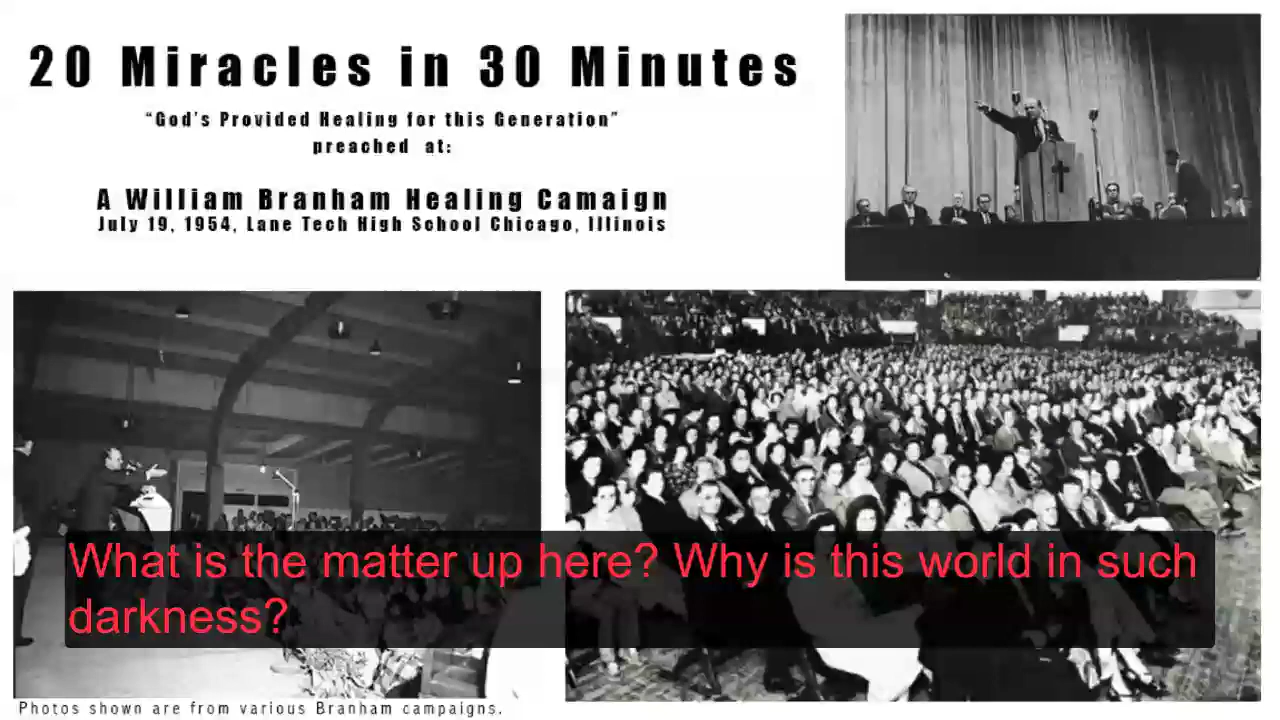 20 Miracles in 30 Minutes
“God's Provided Healing for this Generation”
preached at:
A William Branham Healing Camaign
July 19, 1954, Lane Tech High School Chicago, Illinois
What is the matter up here? Why is this world in such
darkness?
Photos shown are from various Branham campaigns.